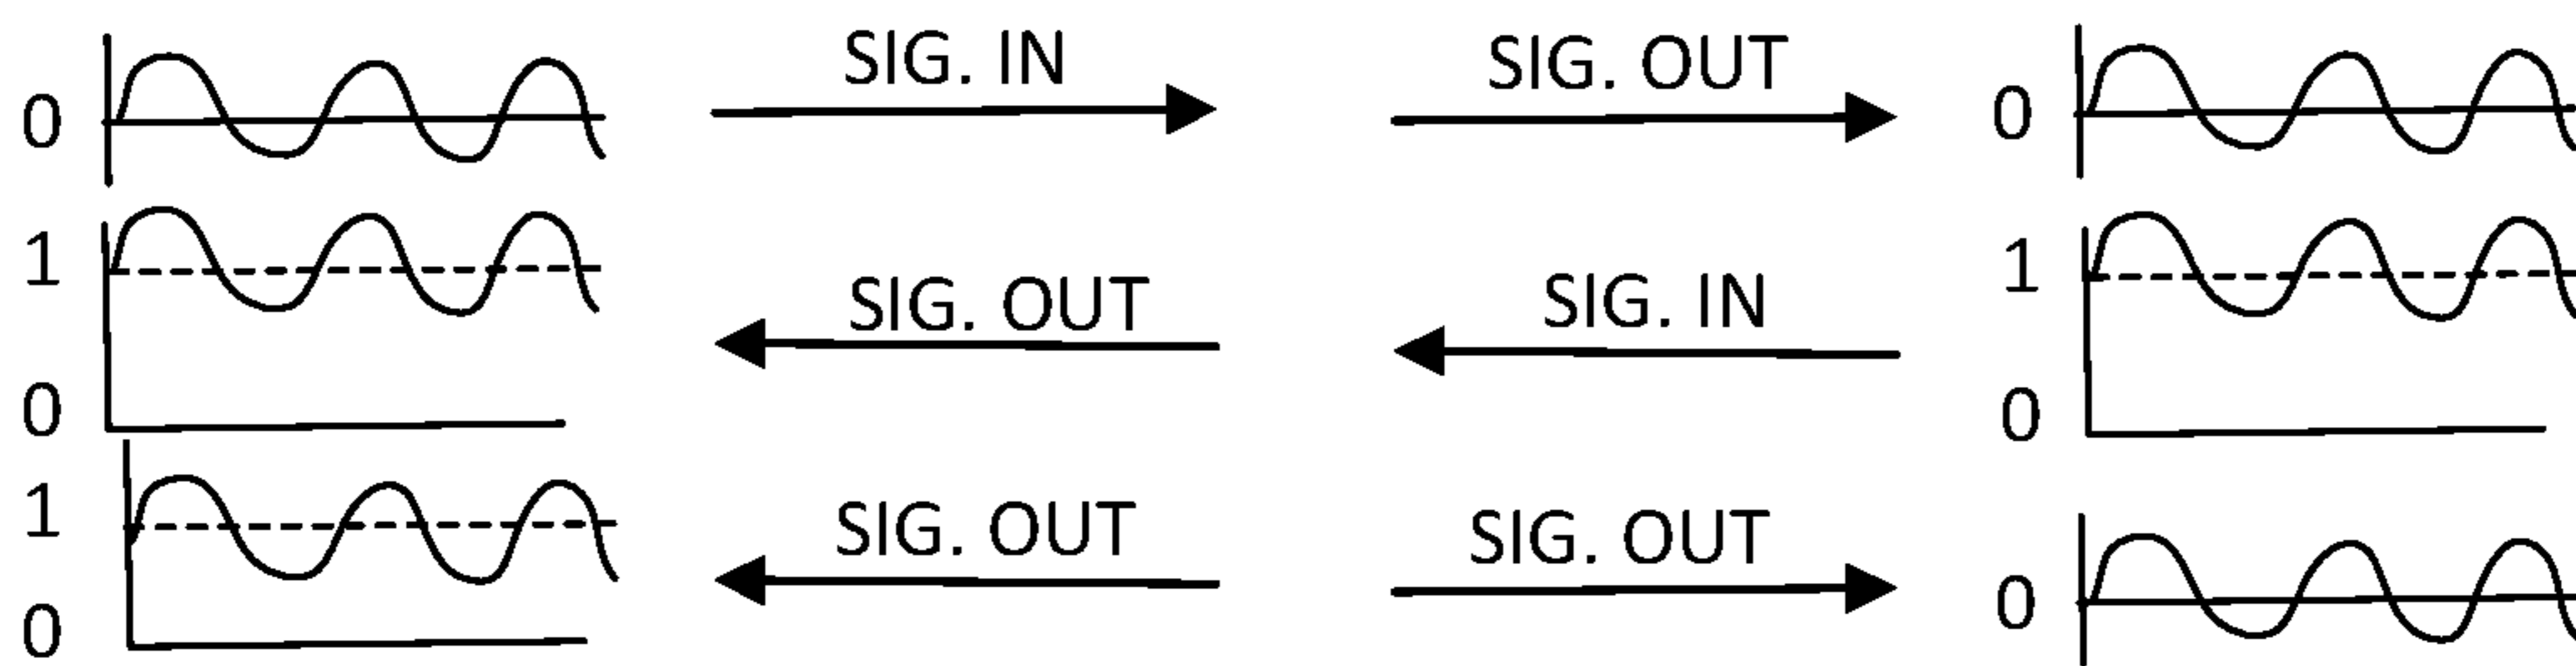 0 SIG. IN SIG. OUT 0
1 SIG. OUT SIG. IN 1
0 0
1 SIG. OUT SIG. OUT
0 0